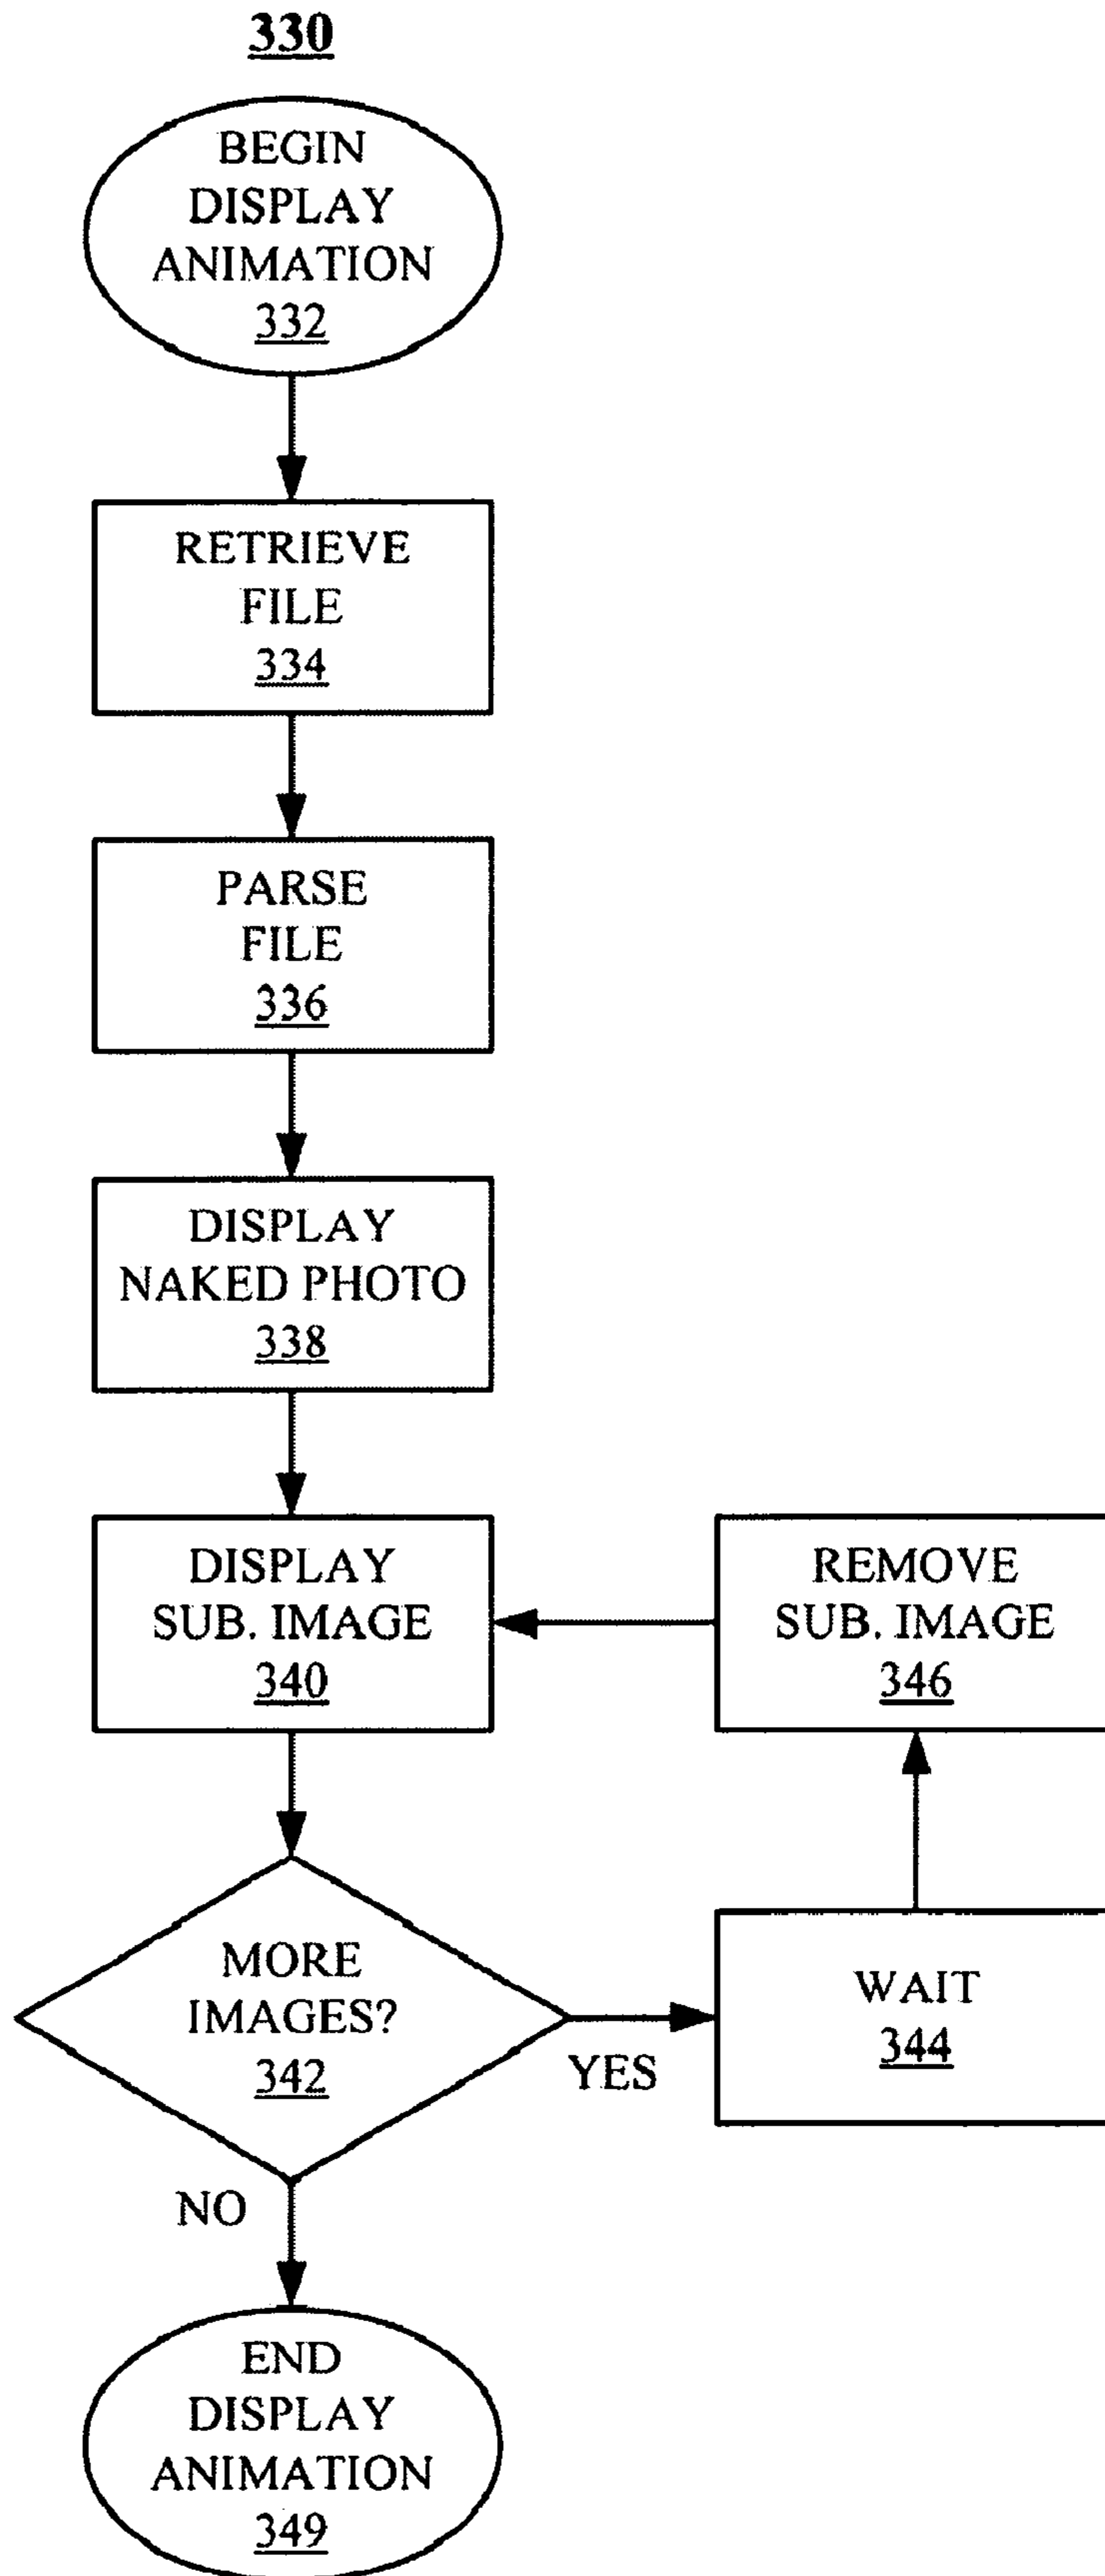 330
BEGIN
DISPLAY
ANIMATION
332
RETRIEVE
FILE
334
PARSE
FILE
336
DISPLAY
NAKED PHOTO
338
DISPLAY
SUB. IMAGE
340
REMOVE
SUB. IMAGE
346
MORE
IMAGES?
342
YES
WAIT
344
NO
END
DISPLAY
ANIMATION
349